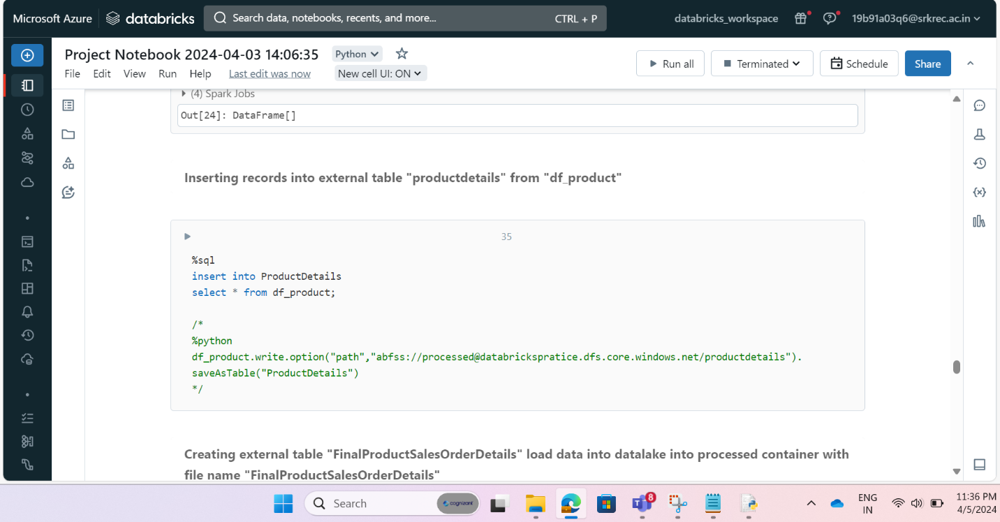 Microsoft Azure databricks Search data, notebooks, recents, and more... CTRL + P databricks_workspace 19b91a03q6@srkrec.ac.in
Project Notebook 2024-04-03 14:06:35 Python
File Edit View Run Help Last edit was now New cell UI: ON
Run all Terminated Schedule Share
(4) Spark Jobs
Out[24]: DataFrame[]
Inserting records into external table "productdetails" from "df_product"
35
%sql
insert into ProductDetails
select * from df_product;
/*
%python
df_product.write.option("path","abfss://processed@databrickspratice.dfs.core.windows.net/productdetails").
saveAsTable("ProductDetails")
*/
Creating external table "FinalProductSalesOrderDetails" load data into datalake into processed container with
file name "FinalProductSalesOrderDetails"
Search cognizant 8 ENG
IN
11:36 PM
4/5/2024